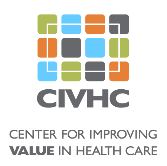 CIVHC
CENTER FOR IMPROVING
VALUE IN HEALTH CARE